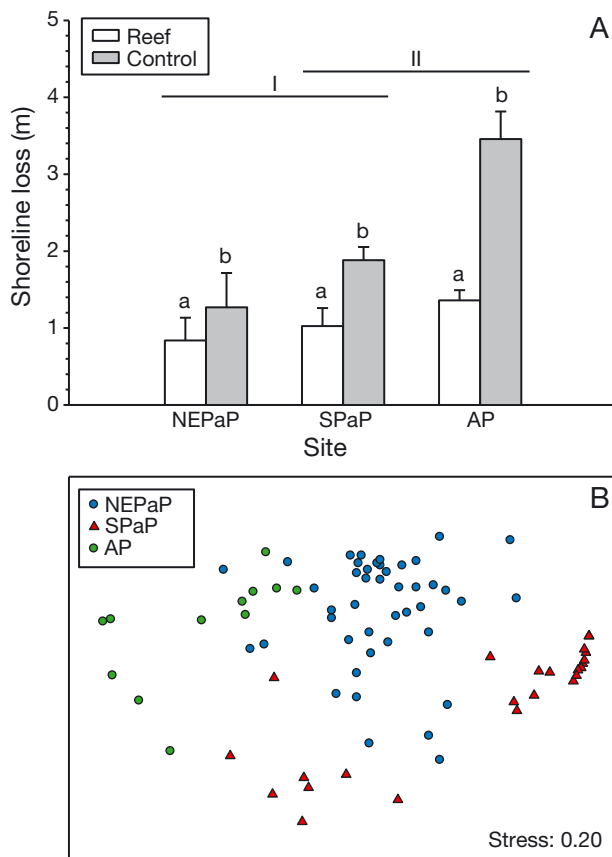 A
Reef
Control
5
4
3
2
1
0
Shoreline loss (m)
I
II
a
b
a
b
a
b
NEPaP
SPaP
AP
Site
B
NEPaP
SPaP
AP
Stress: 0.20